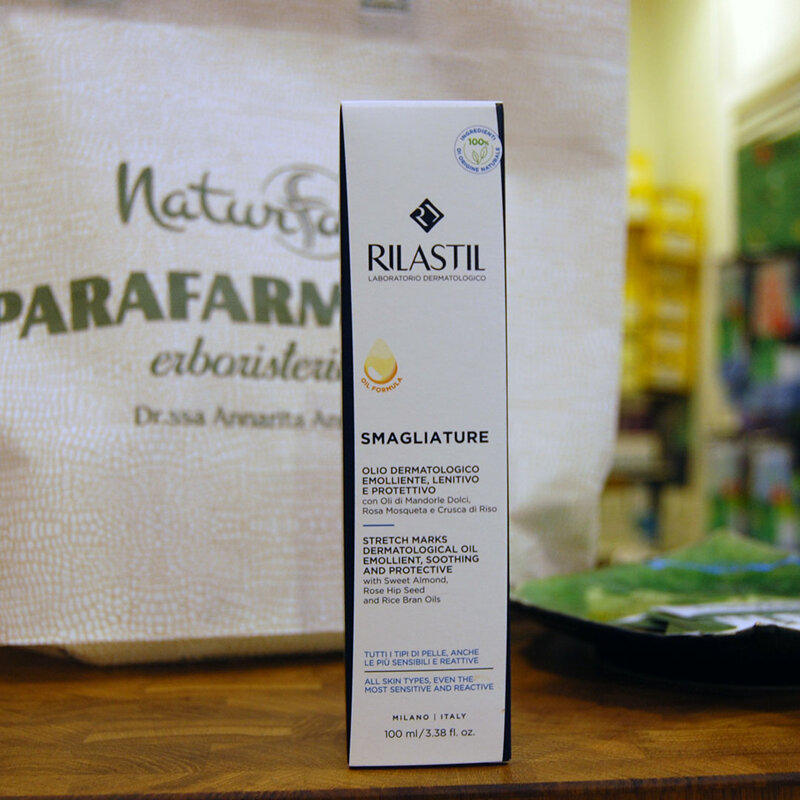 INGREDIENTI
100%
DI ORIGINE NATURALE
RILASTIL
LABORATORIO DERMATOLOGICO
OIL FORMULA
SMAGLIATURE
OLIO DERMATOLOGICO
EMOLLIENTE, LENITIVO
E PROTETTIVO
con Oli di Mandorle Dolci,
Rosa Mosqueta e Crusca di Riso
STRETCH MARKS
DERMATOLOGICAL OIL
EMOLLIENT, SOOTHING
AND PROTECTIVE
with Sweet Almond,
Rose Hip Seed
and Rice Bran Oils
TUTTI I TIPI DI PELLE, ANCHE
LE PIÙ SENSIBILI E REATTIVE
ALL SKIN TYPES, EVEN THE
MOST SENSITIVE AND REACTIVE
MILANO | ITALY
100 ml/3.38 fl. oz.
Dr.ssa Annarita